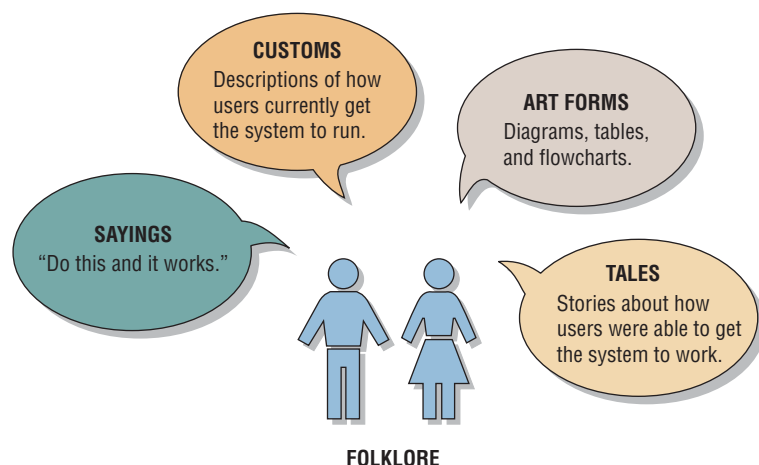 CUSTOMS
Descriptions of how
users currently get
the system to run.
ART FORMS
Diagrams, tables,
and flowcharts.
SAYINGS
“Do this and it works.”
TALES
Stories about how
users were able to get
the system to work.
FOLKLORE